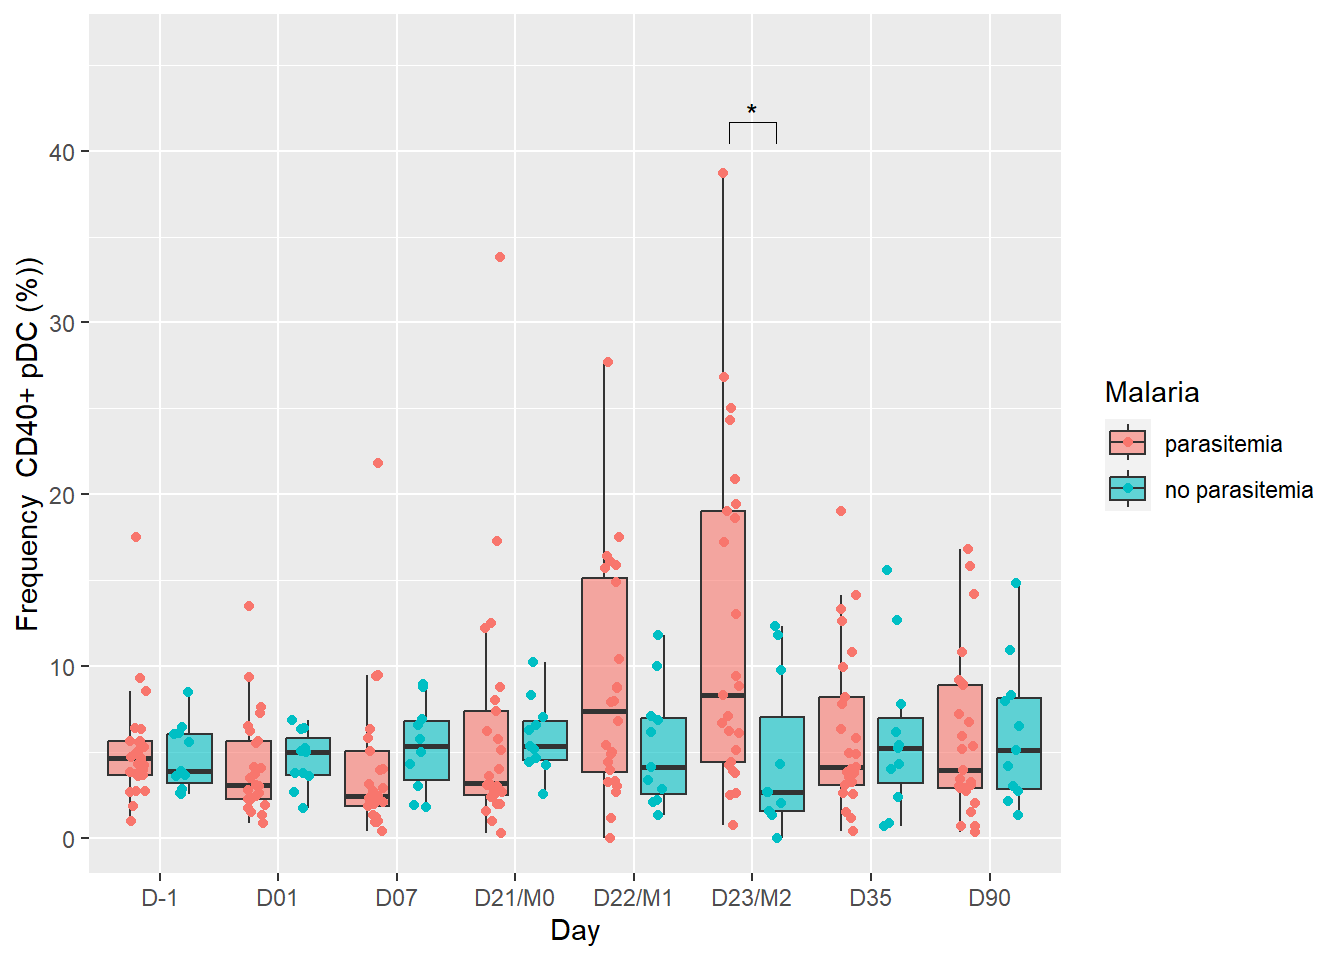 Frequency  CD40+ pDC (%))
40
30
20
10
0
*
D-1
D01
D07
D21/M0
D22/M1
D23/M2
D35
D90
Day
Malaria
parasitemia
no parasitemia